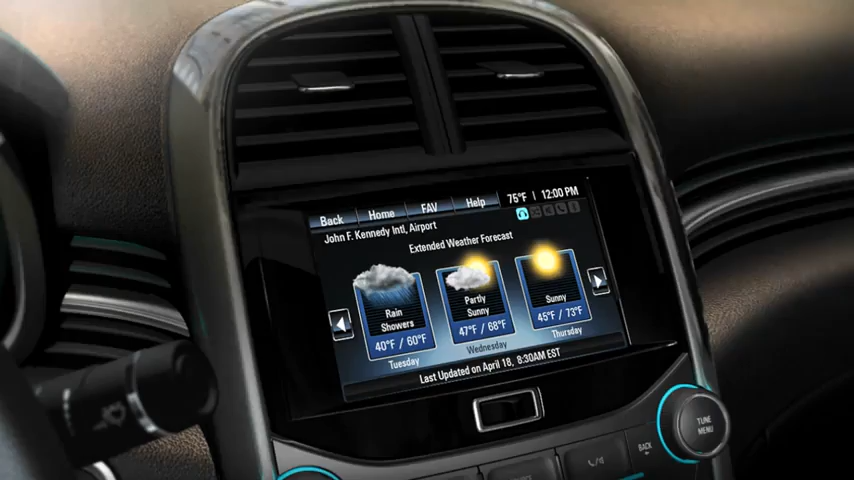 Back Home FAV Help 75°F | 12:00 PM
John F. Kennedy Intl, Airport
Extended Weather Forecast
Rain
Showers
40°F / 60°F
Tuesday
Partly
Sunny
47°F / 68°F
Wednesday
Sunny
45°F / 73°F
Thursday
Last Updated on April 18, 8:30AM EST
TUNE
MENU
BACK